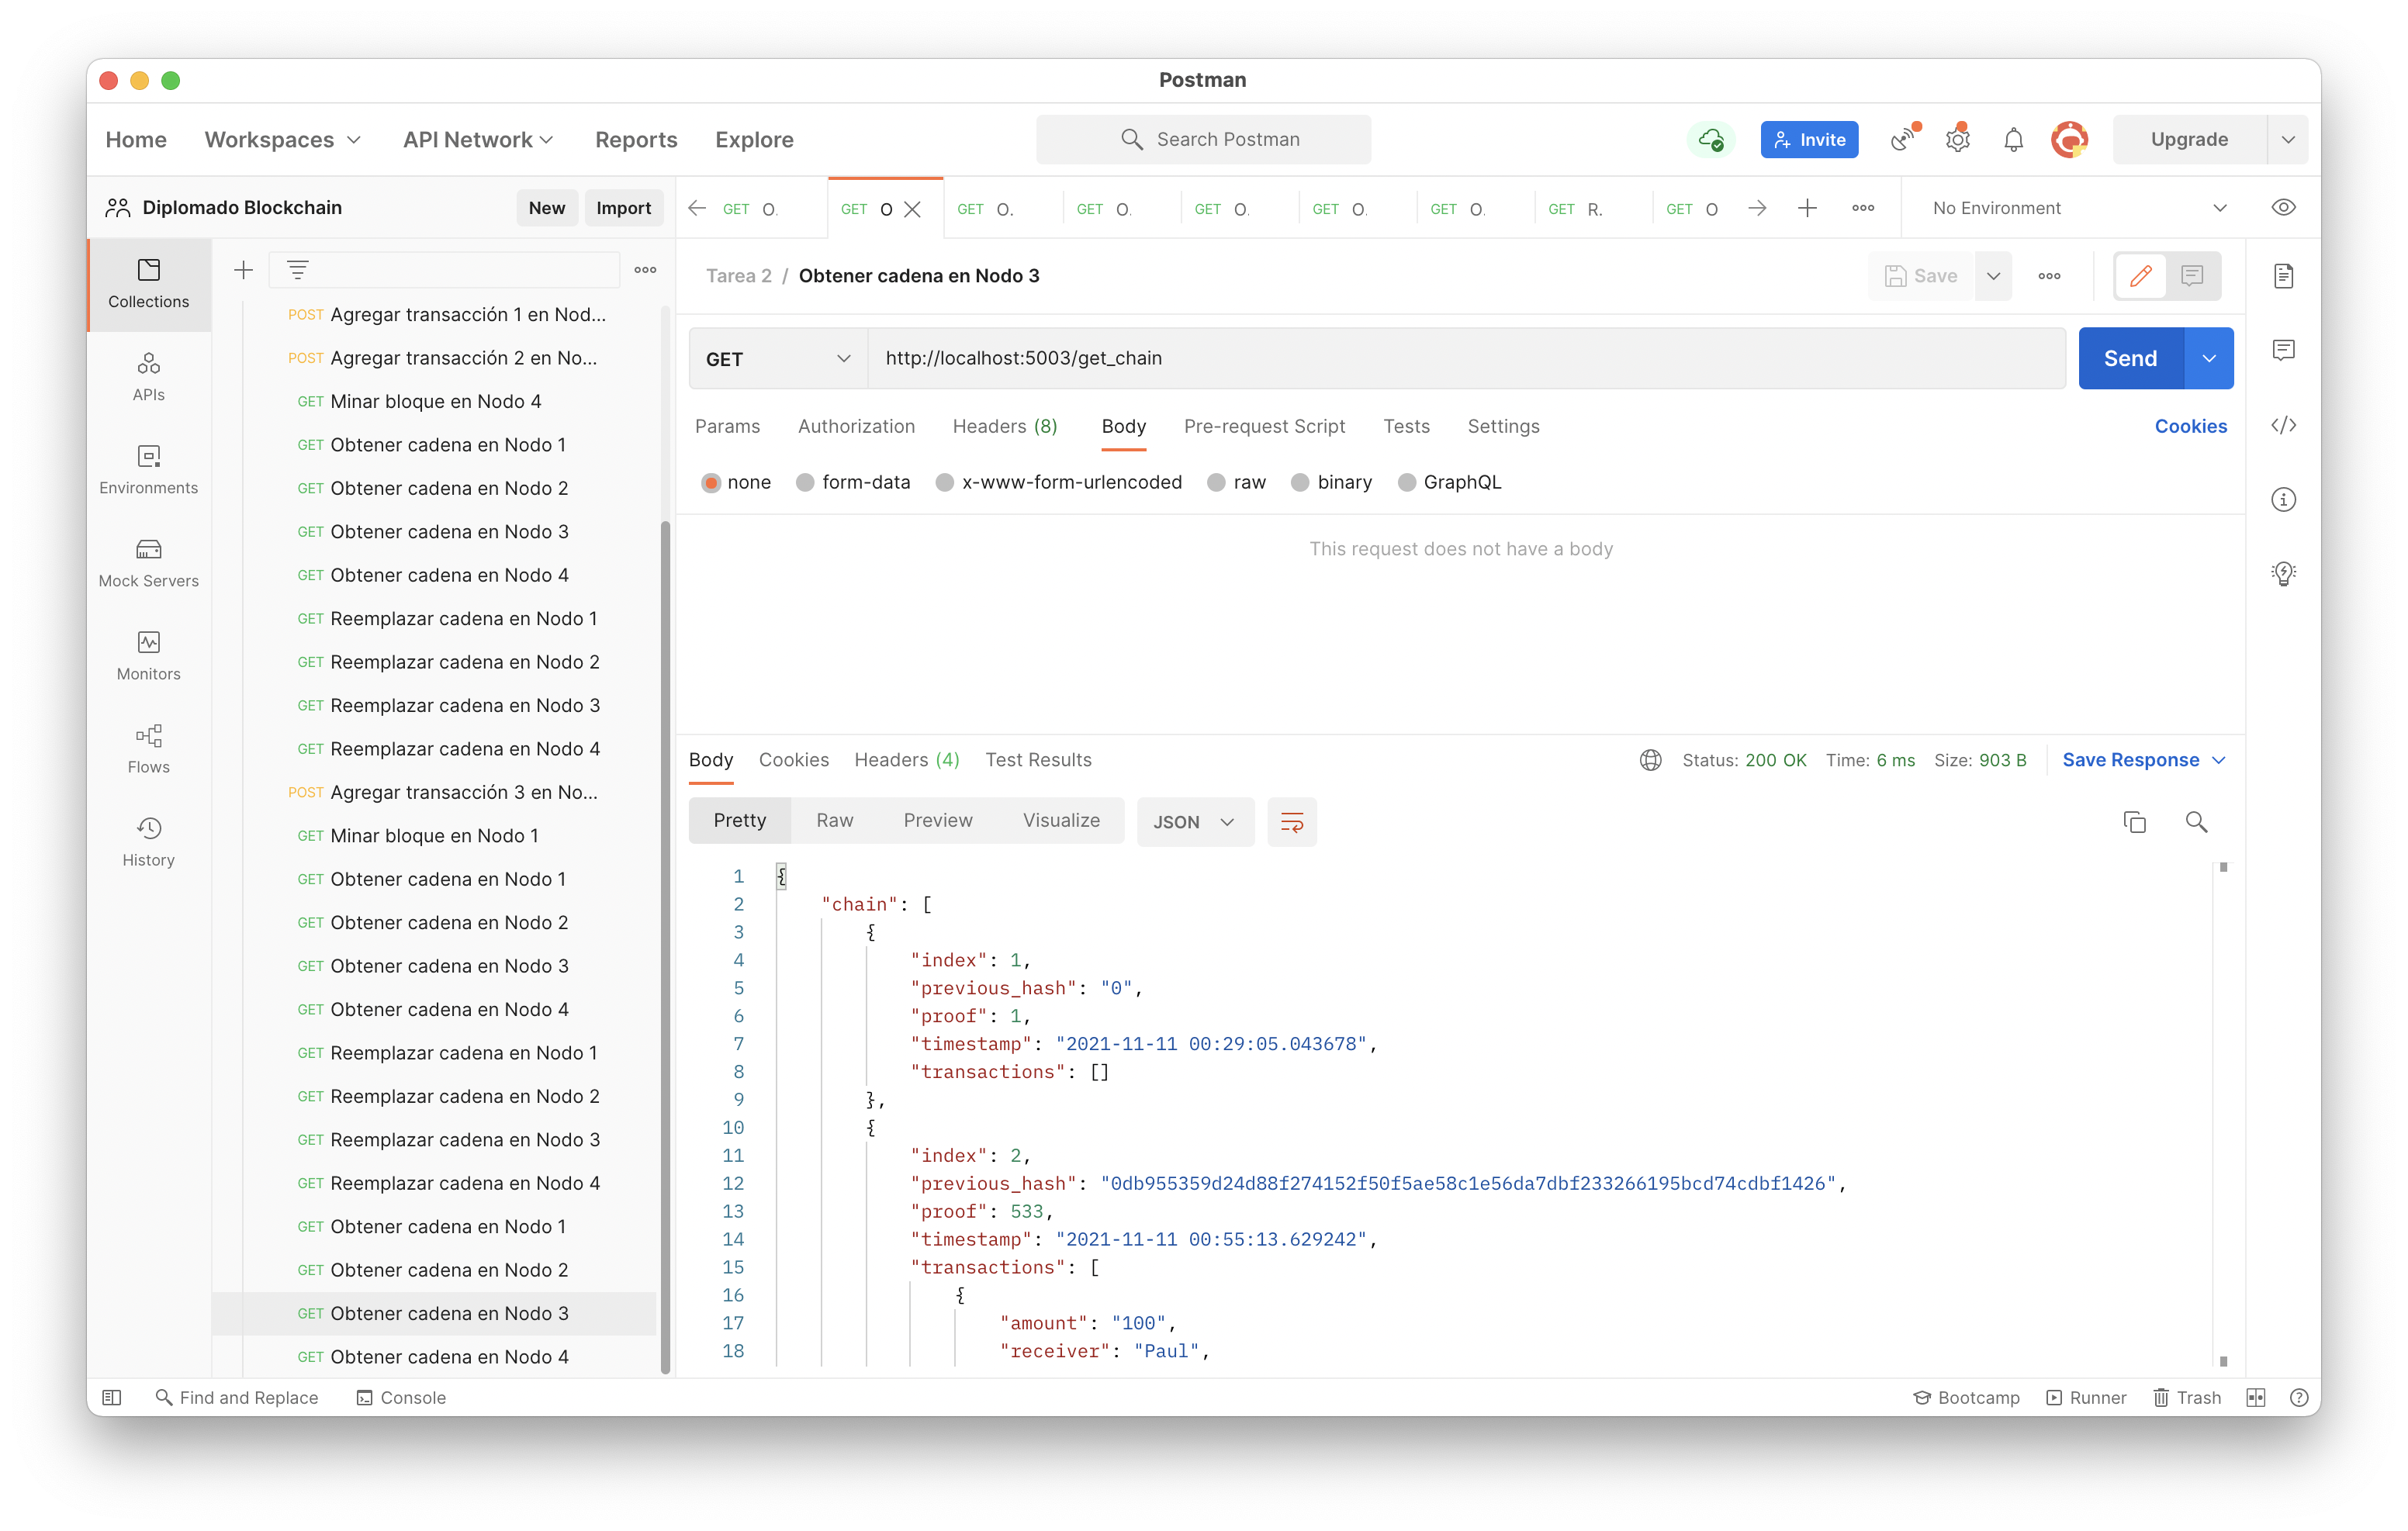 Postman
Home Workspaces API Network Reports Explore Search Postman Invite Upgrade
Diplomado Blockchain New Import
GET O. GET O GET O. GET O. GET O. GET O. GET O. GET R. GET O No Environment
Collections
APIs
Environments
Mock Servers
Monitors
Flows
History
POST Agregar transacción 1 en Nod...
POST Agregar transacción 2 en No...
GET Minar bloque en Nodo 4
GET Obtener cadena en Nodo 1
GET Obtener cadena en Nodo 2
GET Obtener cadena en Nodo 3
GET Obtener cadena en Nodo 4
GET Reemplazar cadena en Nodo 1
GET Reemplazar cadena en Nodo 2
GET Reemplazar cadena en Nodo 3
GET Reemplazar cadena en Nodo 4
POST Agregar transacción 3 en No...
GET Minar bloque en Nodo 1
GET Obtener cadena en Nodo 1
GET Obtener cadena en Nodo 2
GET Obtener cadena en Nodo 3
GET Obtener cadena en Nodo 4
GET Reemplazar cadena en Nodo 1
GET Reemplazar cadena en Nodo 2
GET Reemplazar cadena en Nodo 3
GET Reemplazar cadena en Nodo 4
GET Obtener cadena en Nodo 1
GET Obtener cadena en Nodo 2
GET Obtener cadena en Nodo 3
GET Obtener cadena en Nodo 4
Tarea 2 / Obtener cadena en Nodo 3 Save
GET http://localhost:5003/get_chain Send
Params Authorization Headers (8) Body Pre-request Script Tests Settings Cookies
none form-data x-www-form-urlencoded raw binary GraphQL
This request does not have a body
Body Cookies Headers (4) Test Results Status: 200 OK Time: 6 ms Size: 903 B Save Response
Pretty Raw Preview Visualize JSON
1 {
2 "chain": [
3 {
4 "index": 1,
5 "previous_hash": "0",
6 "proof": 1,
7 "timestamp": "2021-11-11 00:29:05.043678",
8 "transactions": []
9 },
10 {
11 "index": 2,
12 "previous_hash": "0db955359d24d88f274152f50f5ae58c1e56da7dbf233266195bcd74cdbf1426",
13 "proof": 533,
14 "timestamp": "2021-11-11 00:55:13.629242",
15 "transactions": [
16 {
17 "amount": "100",
18 "receiver": "Paul",
Find and Replace Console Bootcamp Runner Trash